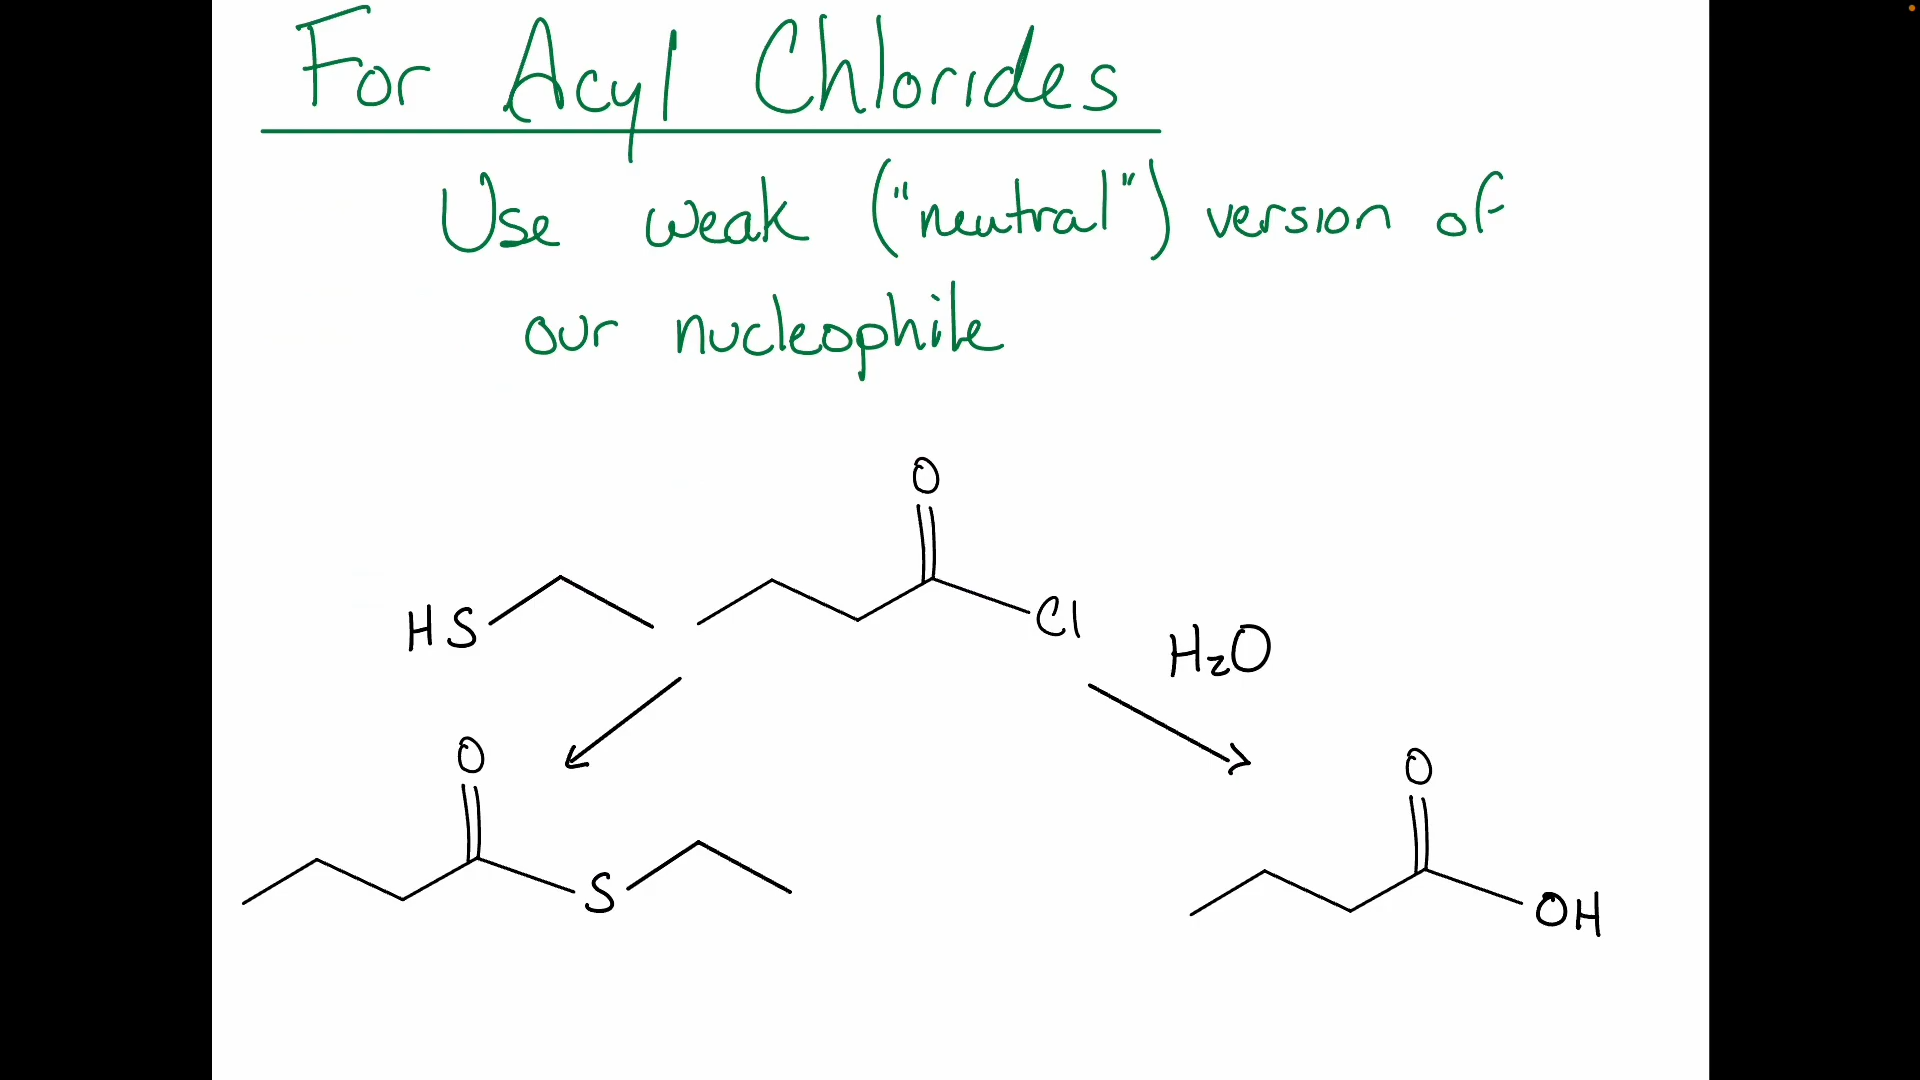 For Acyl Chlorides
Use weak ("neutral") version of
our nucleophile
O
HS
Cl
H₂O
O
S
O
OH